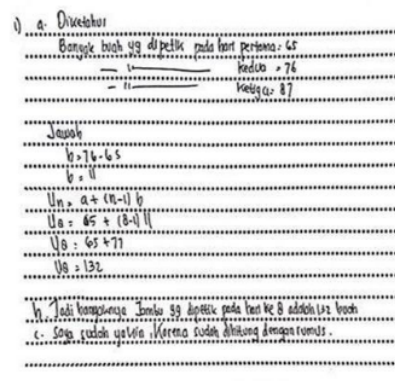 1) a. Diketahui
Banyak buah yg dipetik pada hari pertama = 65
— 11 — kedua = 76
— 11 — ketiga = 87
Jawab
b = 76 - 65
b = 11
Un = a + (n-1) b
U8 = 65 + (8-1) 11
U8 = 65 + 77
U8 = 132
b. Jadi banyaknya Jambu yg dipetik pada hari ke 8 adalah 132 buah
c. Saya sudah yakin, Karena sudah dihitung dengan rumus.